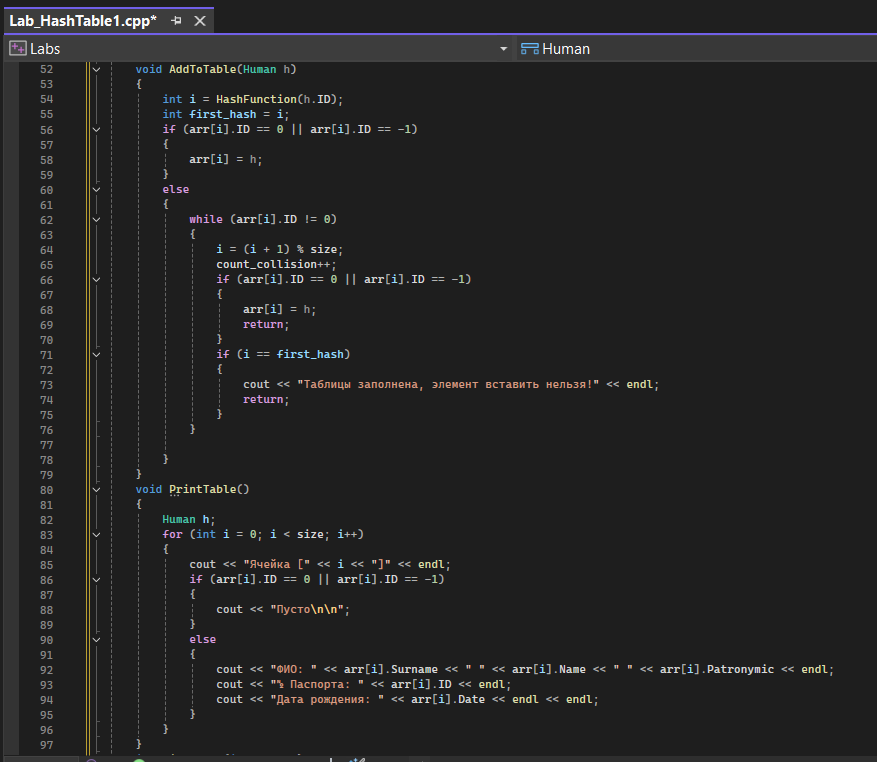 Lab_HashTable1.cpp*
Labs Human
52 void AddToTable(Human h)
53 {
54 int i = HashFunction(h.ID);
55 int first_hash = i;
56 if (arr[i].ID == 0 || arr[i].ID == -1)
57 {
58 arr[i] = h;
59 }
60 else
61 {
62 while (arr[i].ID != 0)
63 {
64 i = (i + 1) % size;
65 count_collision++;
66 if (arr[i].ID == 0 || arr[i].ID == -1)
67 {
68 arr[i] = h;
69 return;
70 }
71 if (i == first_hash)
72 {
73 cout << "Таблицы заполнена, элемент вставить нельзя!" << endl;
74 return;
75 }
76 }
77
78 }
79 }
80 void PrintTable()
81 {
82 Human h;
83 for (int i = 0; i < size; i++)
84 {
85 cout << "Ячейка [" << i << "]" << endl;
86 if (arr[i].ID == 0 || arr[i].ID == -1)
87 {
88 cout << "Пусто\n\n";
89 }
90 else
91 {
92 cout << "ФИО: " << arr[i].Surname << " " << arr[i].Name << " " << arr[i].Patronymic << endl;
93 cout << "% Паспорта: " << arr[i].ID << endl;
94 cout << "Дата рождения: " << arr[i].Date << endl << endl;
95 }
96 }
97 }